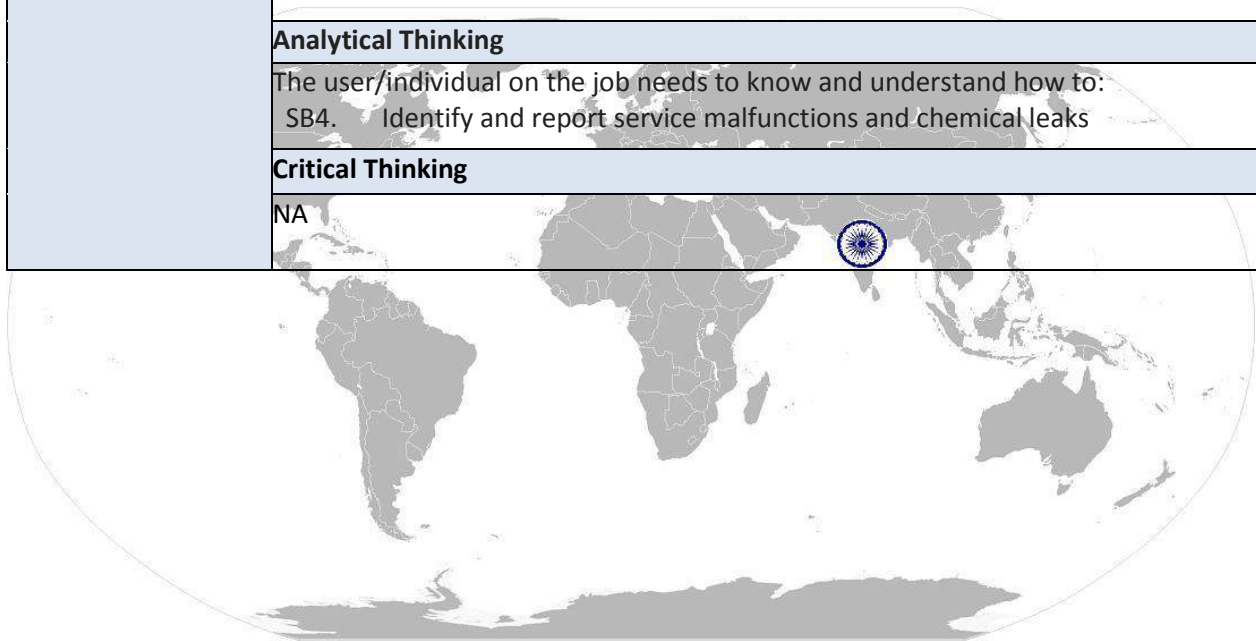 Analytical Thinking
The user/individual on the job needs to know and understand how to:
SB4. Identify and report service malfunctions and chemical leaks
Critical Thinking
NA